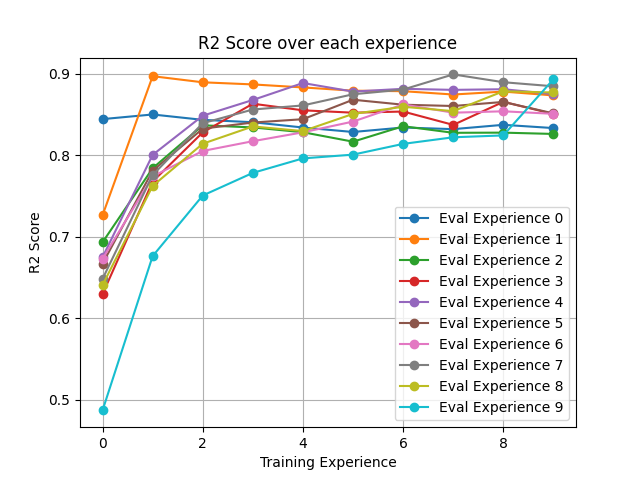 R2 Score over each experience
0.9
0.8
0.7
0.6
0.5
R2 Score
0
2
4
6
8
Training Experience
Eval Experience 0
Eval Experience 1
Eval Experience 2
Eval Experience 3
Eval Experience 4
Eval Experience 5
Eval Experience 6
Eval Experience 7
Eval Experience 8
Eval Experience 9